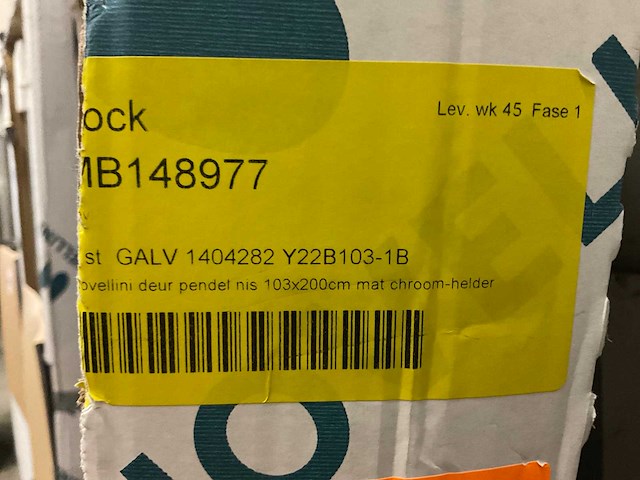 ock
Lev. wk 45 Fase 1
MB148977
st GALV 1404282 Y22B103-1B
ovellini deur pendel nis 103x200cm mat chroom-helder